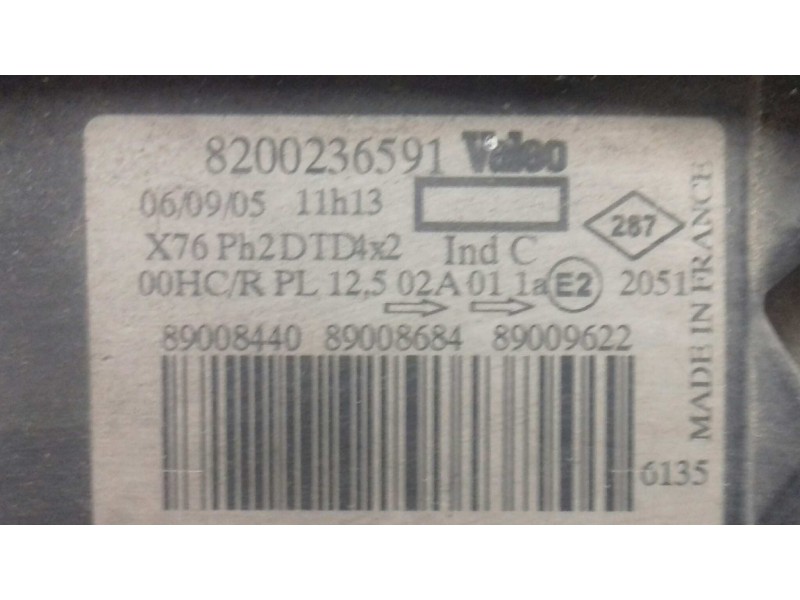 8200236591 Valeo
06/09/05 11h13
287
X76 Ph2DTD4x2 Ind C
00HC/R PL 12,5 02A 01 1a E2 2051
89008440 89008684 89009622
6135
MADE IN FRANCE